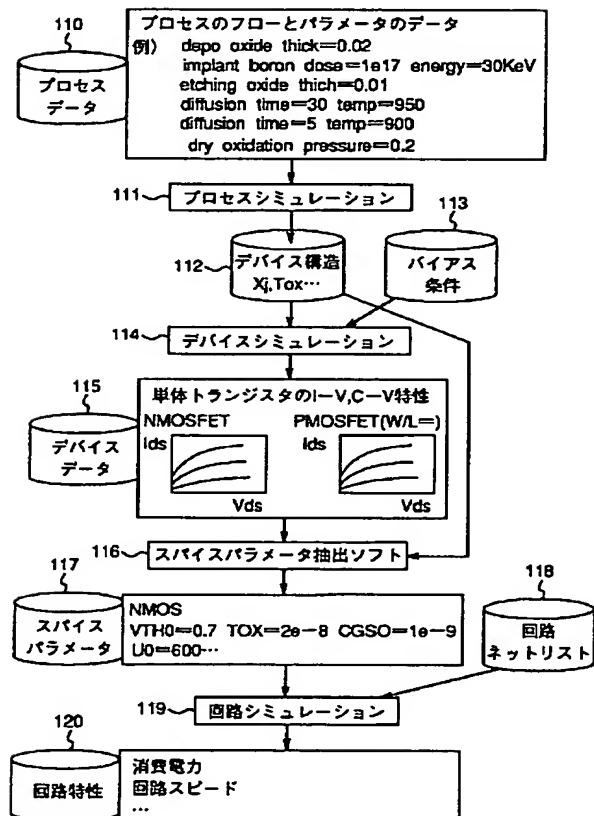 110
プロセス
データ
プロセスのフローとパラメータのデータ
例) depo oxide thick=0.02
implant boron dose=1e17 energy=30KeV
etching oxide thich=0.01
diffusion time=30 temp=950
diffusion time=5 temp=900
dry oxidation pressure=0.2
111
プロセスシミュレーション
112
デバイス構造
Xj,Tox…
113
バイアス
条件
114
デバイスシミュレーション
115
デバイス
データ
単体トランジスタのI-V,C-V特性
NMOSFET
Ids
Vds
PMOSFET(W/L=)
Ids
Vds
116
スパイスパラメータ抽出ソフト
117
スパイス
パラメータ
NMOS
VTH0=0.7 TOX=2e-8 CGSO=1e-9
U0=600…
118
回路
ネットリスト
119
回路シミュレーション
120
回路特性
消費電力
回路スピード
…